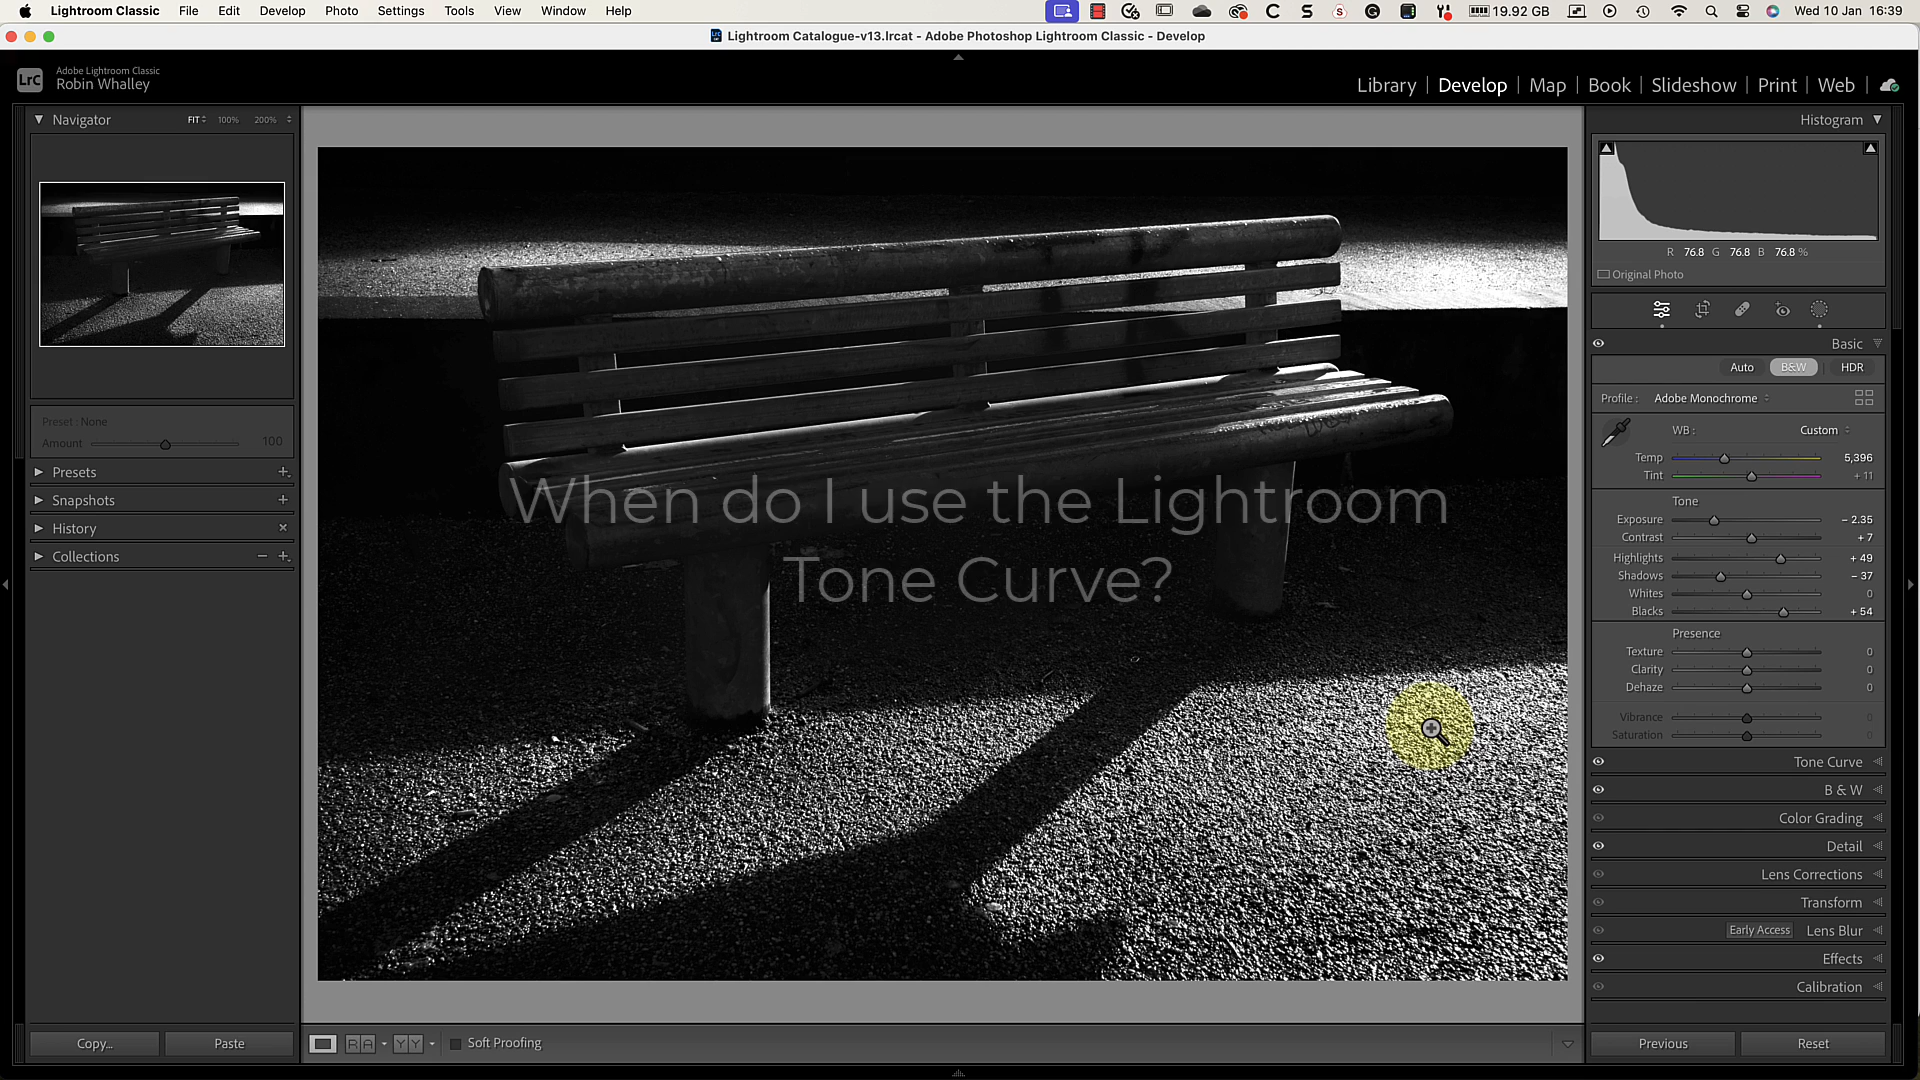 Lightroom Classic File Edit Develop Photo Settings Tools View Window Help 19.92 GB Wed 10 Jan 16:39
Lightroom Catalogue-v13.lrcat - Adobe Photoshop Lightroom Classic - Develop
LrC
Adobe Lightroom Classic
Robin Whalley
Library | Develop | Map | Book | Slideshow | Print | Web
Navigator FIT 100% 200%
Preset : None
Amount 100
Presets
Snapshots
History
Collections
Copy...
Paste
When do I use the Lightroom
Tone Curve?
R A
Y Y
Soft Proofing
Histogram
R 76.8 G 76.8 B 76.8 %
Original Photo
Basic
Auto B&W HDR
Profile : Adobe Monochrome
WB : Custom
Temp 5,396
Tint + 11
Tone
Exposure – 2.35
Contrast + 7
Highlights + 49
Shadows – 37
Whites 0
Blacks + 54
Presence
Texture 0
Clarity 0
Dehaze 0
Vibrance 0
Saturation 0
Tone Curve
B & W
Color Grading
Detail
Lens Corrections
Transform
Early Access Lens Blur
Effects
Calibration
Previous
Reset